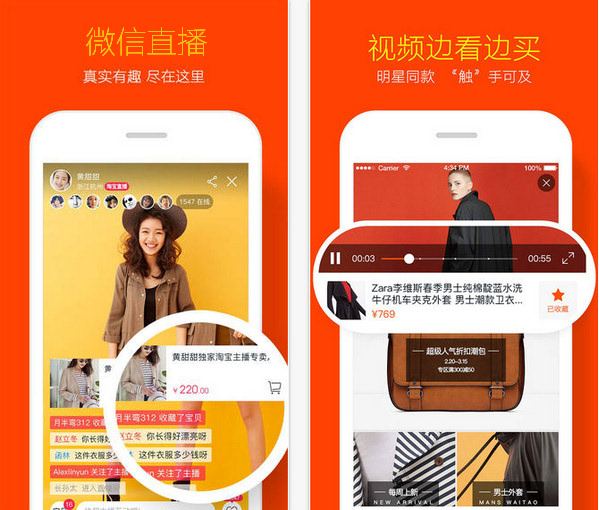 微信直播
真实有趣 尽在这里
黄甜甜
浙江杭州 淘宝直播
1547 在线
黄甜甜独家淘宝主播专卖,
¥220.00
月半弯312 收藏了宝贝
赵立冬 你长得好漂亮呀
函林 这件衣服多少钱呀
Alexlinyun 关注了主播
长孙太 进入直
16
视频边看边买
明星同款 “触”手可及
Carrier 4:34 PM 100%
00:03 00:55
Zara李维斯春季男士纯棉靛蓝水洗
牛仔机车夹克外套 男士潮款卫衣...
¥769
已收藏
超级人气折扣潮包
2.20-3.15
专区满300减50
每周上新
NEW ARRIVAL
男士外套
MANS WAITAO